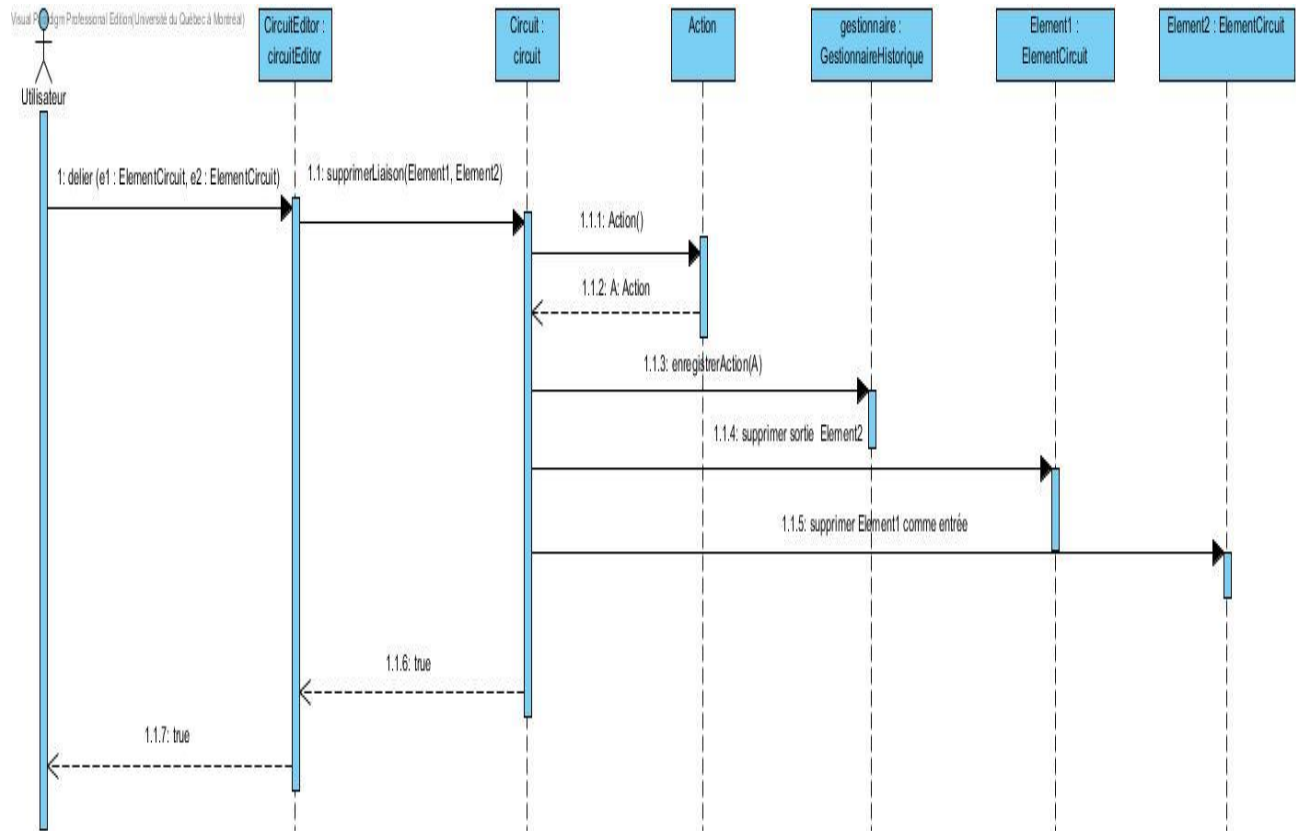 Visual Paradigm Professional Edition(Université du Québec à Montréal)
Utilisateur
CircuitEditor :
circuitEditor
Circuit :
circuit
Action
gestionnaire :
GestionnaireHistorique
Element1 :
ElementCircuit
Element2 : ElementCircuit
1: delier (e1 : ElementCircuit, e2 : ElementCircuit)
1.1: supprimerLiaison(Element1, Element2)
1.1.1: Action()
1.1.2: A: Action
1.1.3: enregistrerAction(A)
1.1.4: supprimer sortie Element2
1.1.5: supprimer Element1 comme entrée
1.1.6: true
1.1.7: true